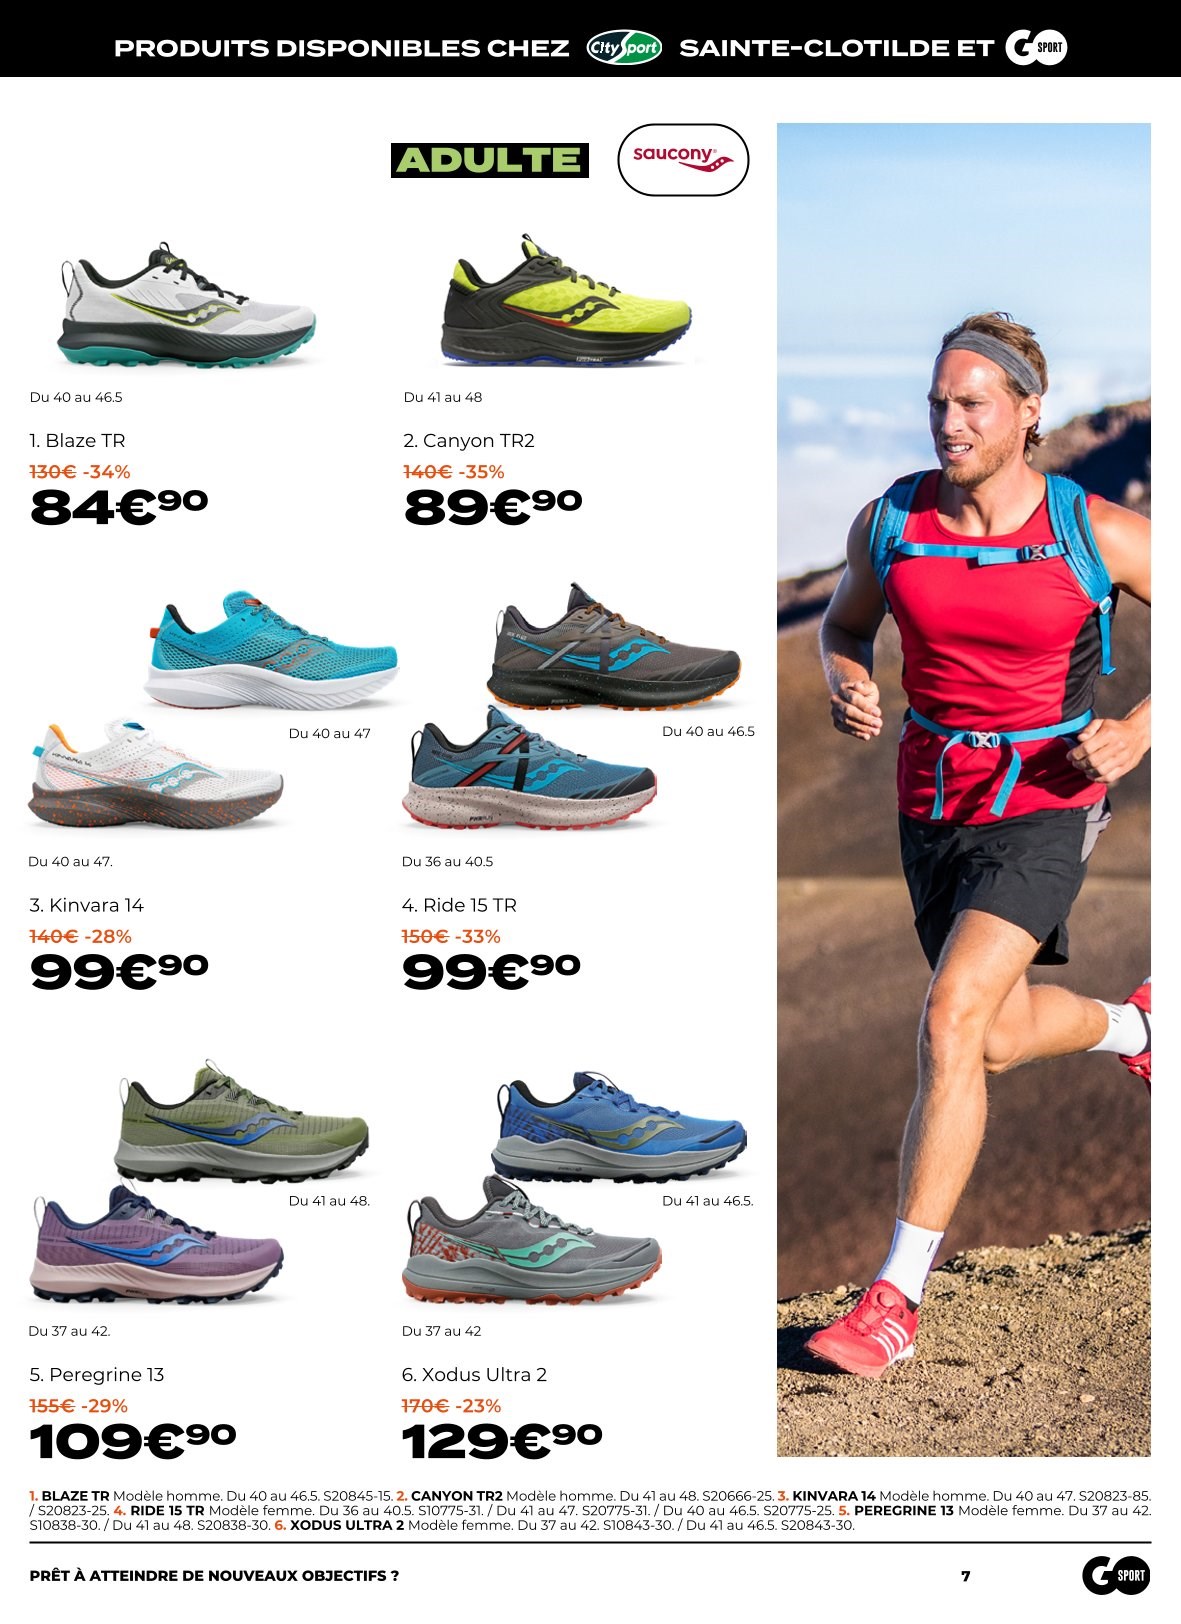 PRODUITS DISPONIBLES CHEZ CitySport SAINTE-CLOTILDE ET GO SPORT
ADULTE
saucony
Du 40 au 46.5
1. Blaze TR
130€ -34%
84€90
Du 41 au 48
2. Canyon TR2
140€ -35%
89€90
Du 40 au 47
Du 40 au 47.
3. Kinvara 14
140€ -28%
99€90
Du 40 au 46.5
Du 36 au 40.5
4. Ride 15 TR
150€ -33%
99€90
Du 41 au 48.
Du 37 au 42.
5. Peregrine 13
155€ -29%
109€90
Du 41 au 46.5.
Du 37 au 42
6. Xodus Ultra 2
170€ -23%
129€90
1. BLAZE TR Modèle homme. Du 40 au 46.5. S20845-15. 2. CANYON TR2 Modèle homme. Du 41 au 48. S20666-25. 3. KINVARA 14 Modèle homme. Du 40 au 47. S20823-85.
/ S20823-25. 4. RIDE 15 TR Modèle femme. Du 36 au 40.5. S10775-31. / Du 41 au 47. S20775-31. / Du 40 au 46.5. S20775-25. 5. PEREGRINE 13 Modèle femme. Du 37 au 42.
S10838-30. / Du 41 au 48. S20838-30. 6. XODUS ULTRA 2 Modèle femme. Du 37 au 42. S10843-30. / Du 41 au 46.5. S20843-30.
PRÊT À ATTEINDRE DE NOUVEAUX OBJECTIFS ?
7
GO SPORT